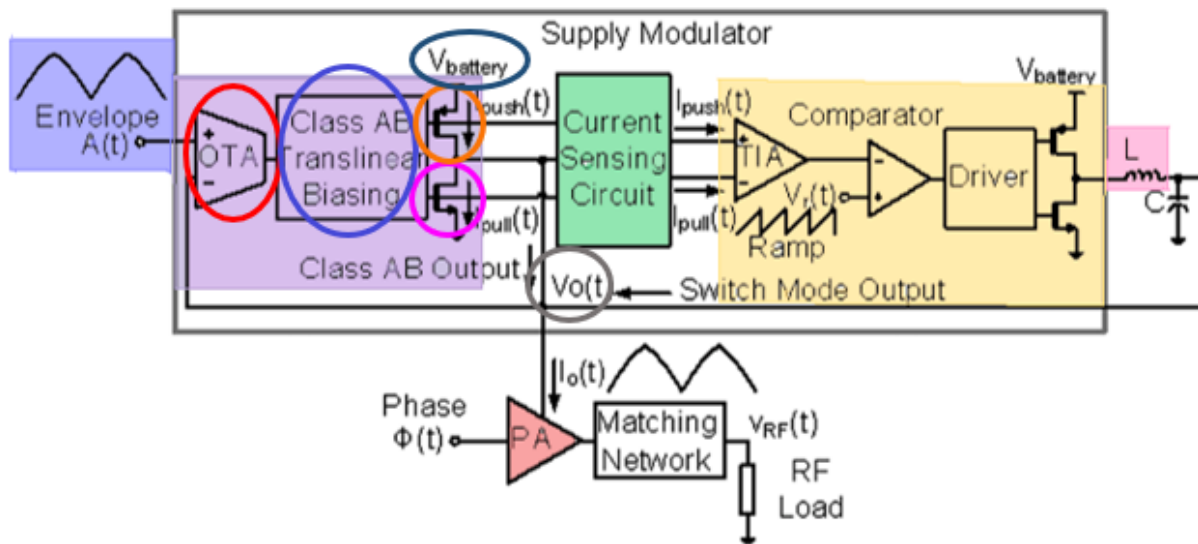 Supply Modulator
Vbattery
Vbattery
Envelope
A(t)
+
-
OTA
Class AB
Translinear
Biasing
Ipush(t)
Ipull(t)
Current
Sensing
Circuit
Ipush(t)
Ipull(t)
+
-
TIA
Comparator
-
+
Vr(t)
Ramp
Driver
L
C
Class AB Output
Vo(t
Switch Mode Output
Io(t)
Phase
Φ(t)
PA
Matching
Network
vRF(t)
RF
Load